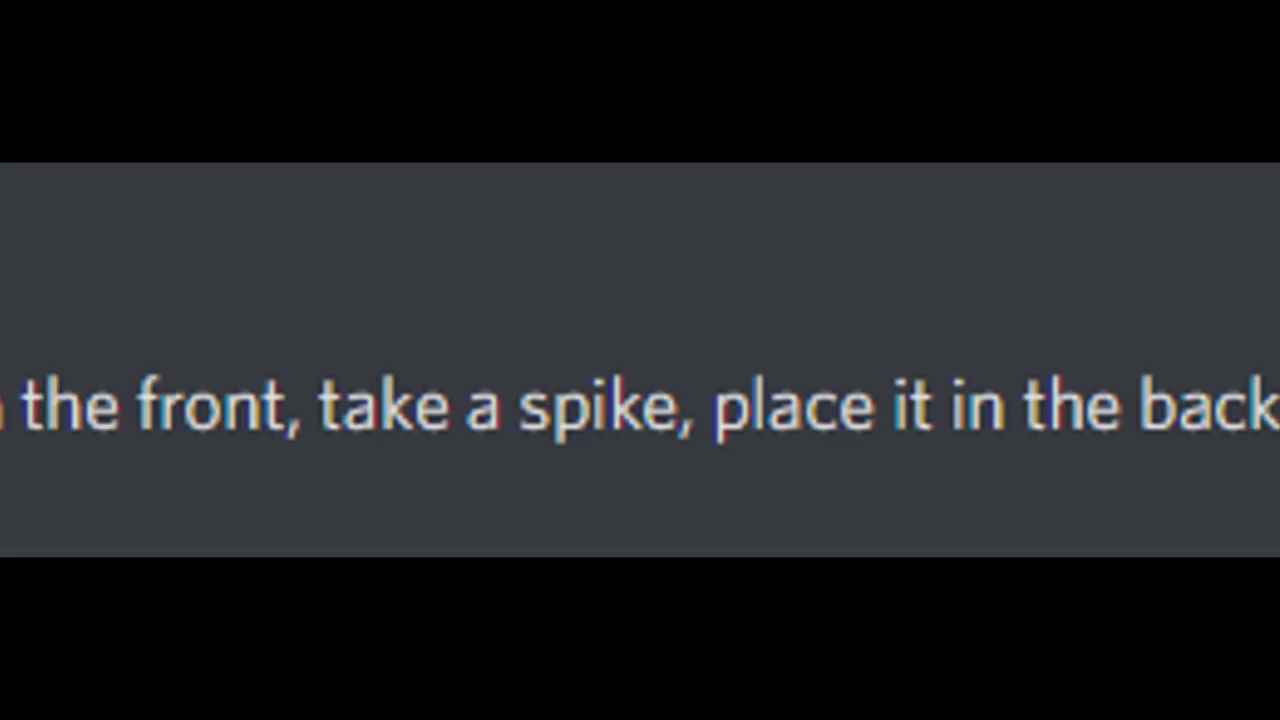 the front, take a spike, place it in the back